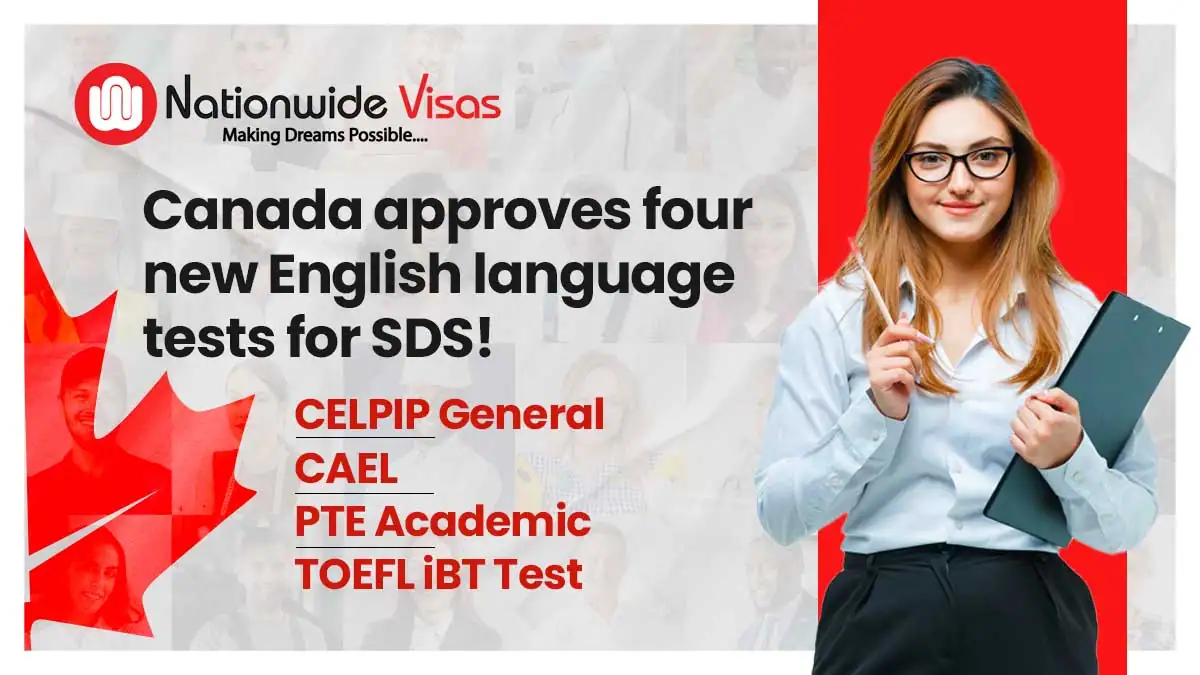 Nationwide Visas
Making Dreams Possible....
Canada approves four
new English language
tests for SDS!
CELPIP General
CAEL
PTE Academic
TOEFL iBT Test